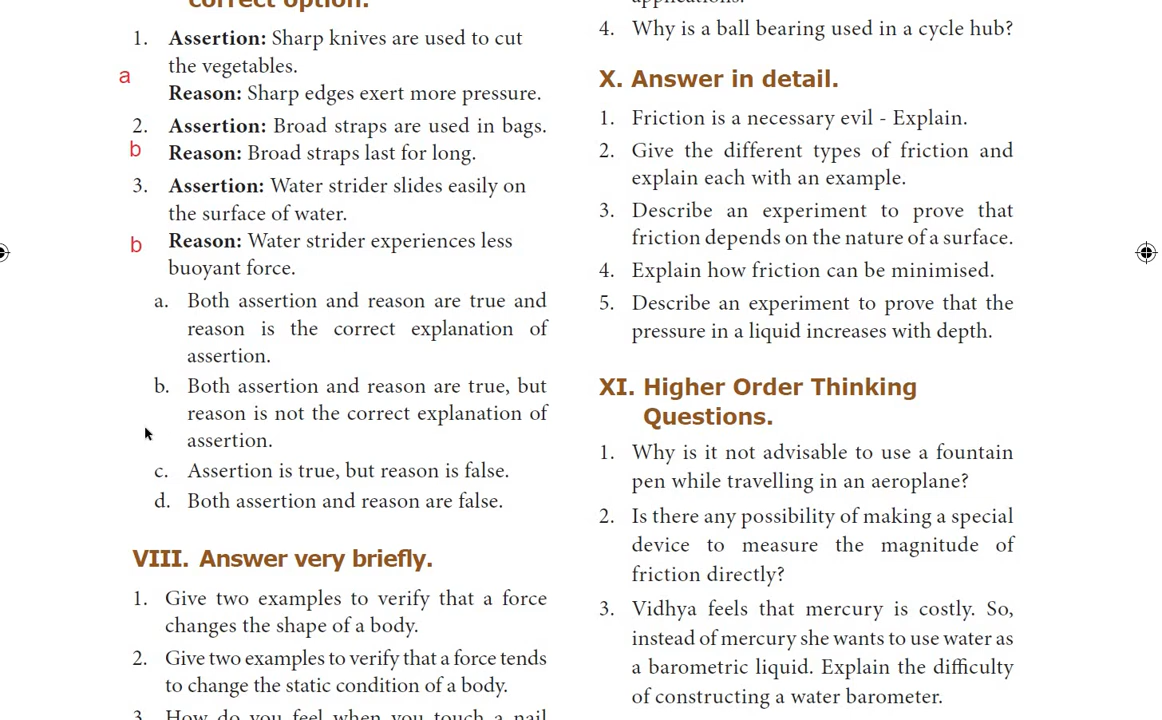 correct option.
1. Assertion: Sharp knives are used to cut
the vegetables.
a
Reason: Sharp edges exert more pressure.
2. Assertion: Broad straps are used in bags.
b Reason: Broad straps last for long.
3. Assertion: Water strider slides easily on
the surface of water.
b Reason: Water strider experiences less
buoyant force.
a. Both assertion and reason are true and
reason is the correct explanation of
assertion.
b. Both assertion and reason are true, but
reason is not the correct explanation of
assertion.
c. Assertion is true, but reason is false.
d. Both assertion and reason are false.
VIII. Answer very briefly.
1. Give two examples to verify that a force
changes the shape of a body.
2. Give two examples to verify that a force tends
to change the static condition of a body.
3. How do you feel when you touch a nail
applications.
4. Why is a ball bearing used in a cycle hub?
X. Answer in detail.
1. Friction is a necessary evil - Explain.
2. Give the different types of friction and
explain each with an example.
3. Describe an experiment to prove that
friction depends on the nature of a surface.
4. Explain how friction can be minimised.
5. Describe an experiment to prove that the
pressure in a liquid increases with depth.
XI. Higher Order Thinking
Questions.
1. Why is it not advisable to use a fountain
pen while travelling in an aeroplane?
2. Is there any possibility of making a special
device to measure the magnitude of
friction directly?
3. Vidhya feels that mercury is costly. So,
instead of mercury she wants to use water as
a barometric liquid. Explain the difficulty
of constructing a water barometer.